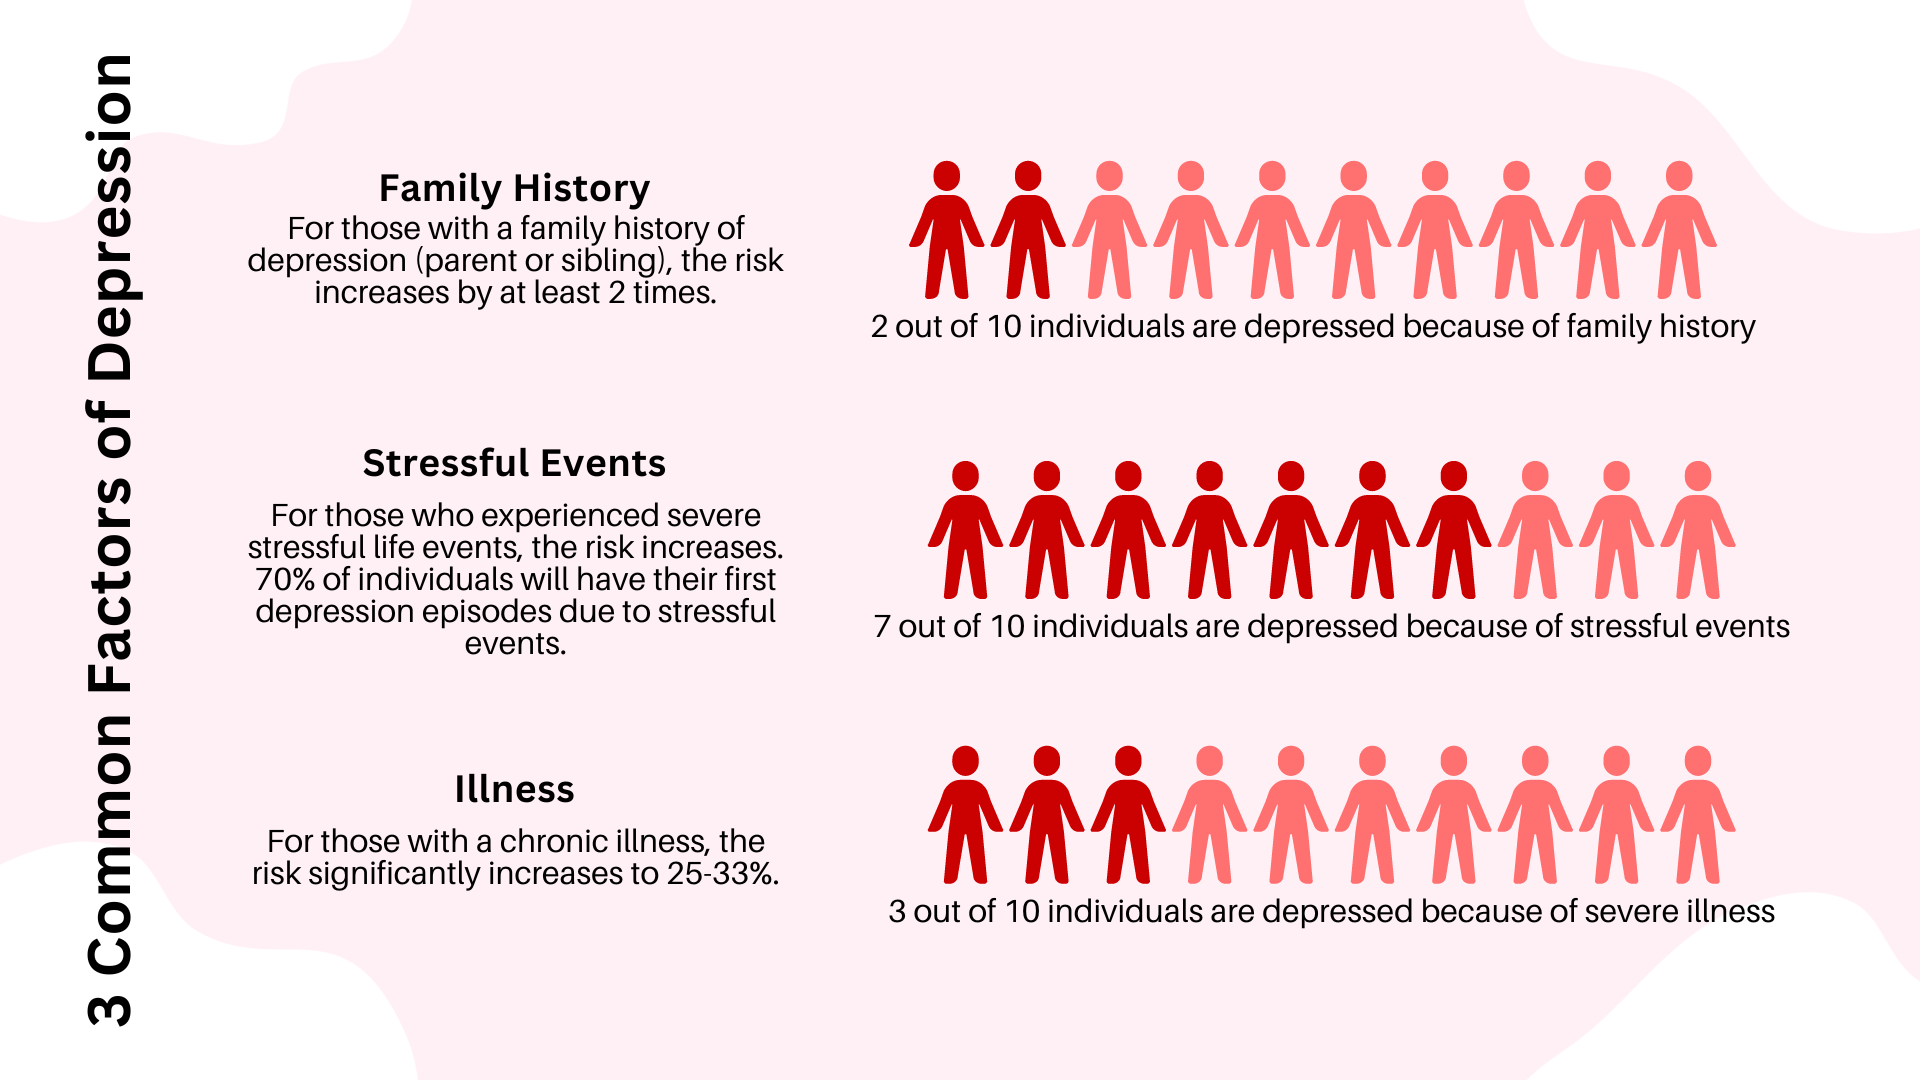 3 Common Factors of Depression
Family History
For those with a family history of
depression (parent or sibling), the risk
increases by at least 2 times.
2 out of 10 individuals are depressed because of family history
Stressful Events
For those who experienced severe
stressful life events, the risk increases.
70% of individuals will have their first
depression episodes due to stressful
events.
7 out of 10 individuals are depressed because of stressful events
Illness
For those with a chronic illness, the
risk significantly increases to 25-33%.
3 out of 10 individuals are depressed because of severe illness